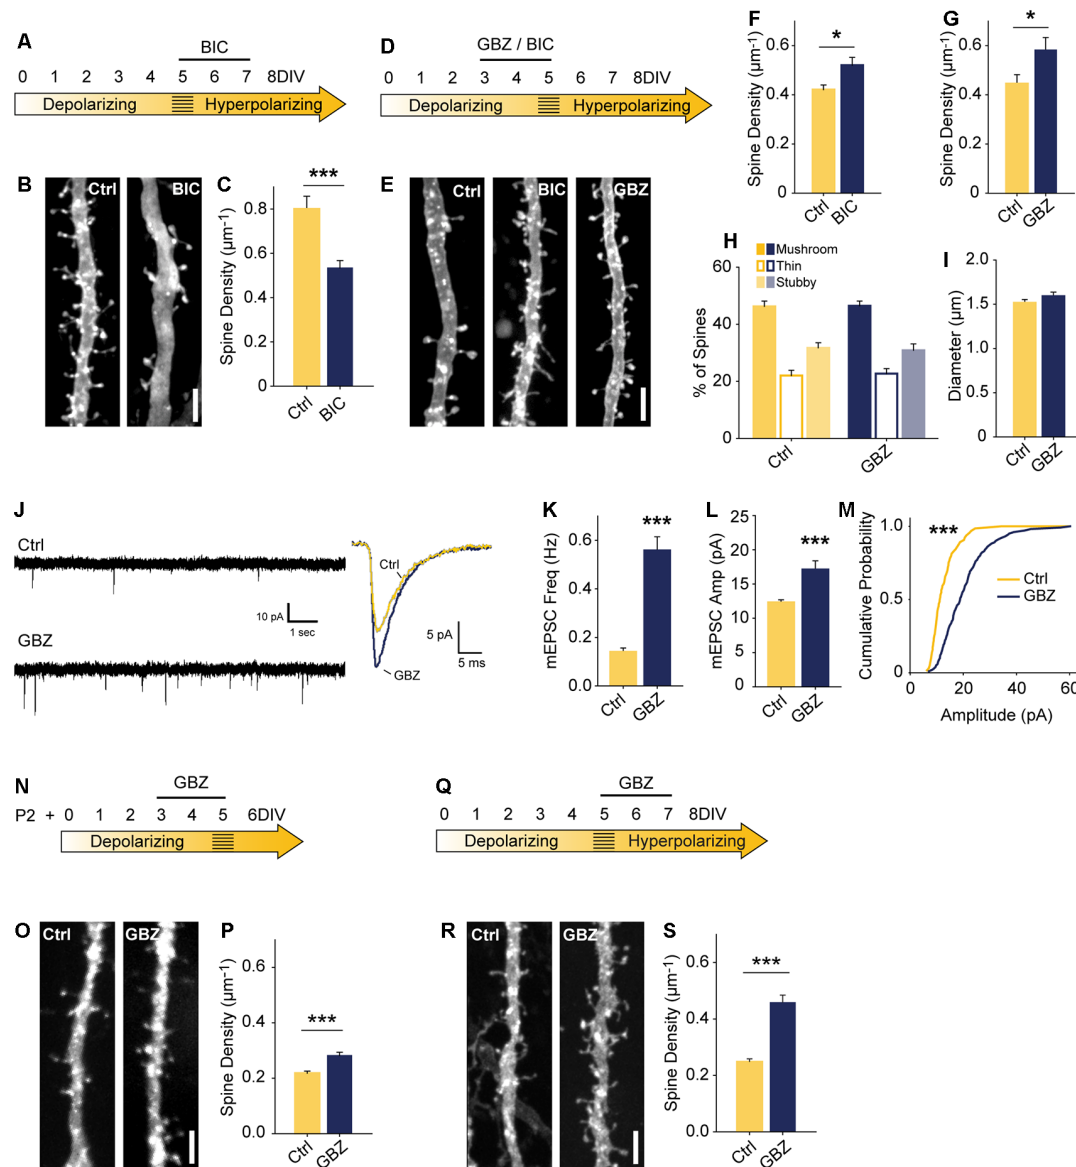 A
BIC
0 1 2 3 4 5 6 7 8DIV
Depolarizing Hyperpolarizing
D
GBZ / BIC
0 1 2 3 4 5 6 7 8DIV
Depolarizing Hyperpolarizing
F
Spine Density (µm⁻¹)
0.6
0.4
0.2
0
*
Ctrl
BIC
G
Spine Density (µm⁻¹)
0.6
0.4
0.2
0
*
Ctrl
GBZ
B
Ctrl
BIC
C
Spine Density (µm⁻¹)
0.8
0.6
0.4
0.2
0
***
Ctrl
BIC
E
Ctrl
BIC
GBZ
H
Mushroom
Thin
Stubby
% of Spines
60
40
20
0
Ctrl
GBZ
I
Diameter (µm)
2.0
1.5
1.0
0.5
0
Ctrl
GBZ
J
Ctrl
10 pA
1 sec
GBZ
Ctrl
GBZ
5 pA
5 ms
K
mEPSC Freq (Hz)
0.6
0.4
0.2
0.0
***
Ctrl
GBZ
L
mEPSC Amp (pA)
25
20
15
10
5
0
***
Ctrl
GBZ
M
Cumulative Probability
1.0
0.5
0
***
Ctrl
GBZ
0 20 40 60
Amplitude (pA)
N
GBZ
P2 + 0 1 2 3 4 5 6DIV
Depolarizing
Q
GBZ
0 1 2 3 4 5 6 7 8DIV
Depolarizing Hyperpolarizing
O
Ctrl
GBZ
P
Spine Density (µm⁻¹)
0.6
0.4
0.2
0.0
***
Ctrl
GBZ
R
Ctrl
GBZ
S
Spine Density (µm⁻¹)
0.6
0.4
0.2
0.0
***
Ctrl
GBZ